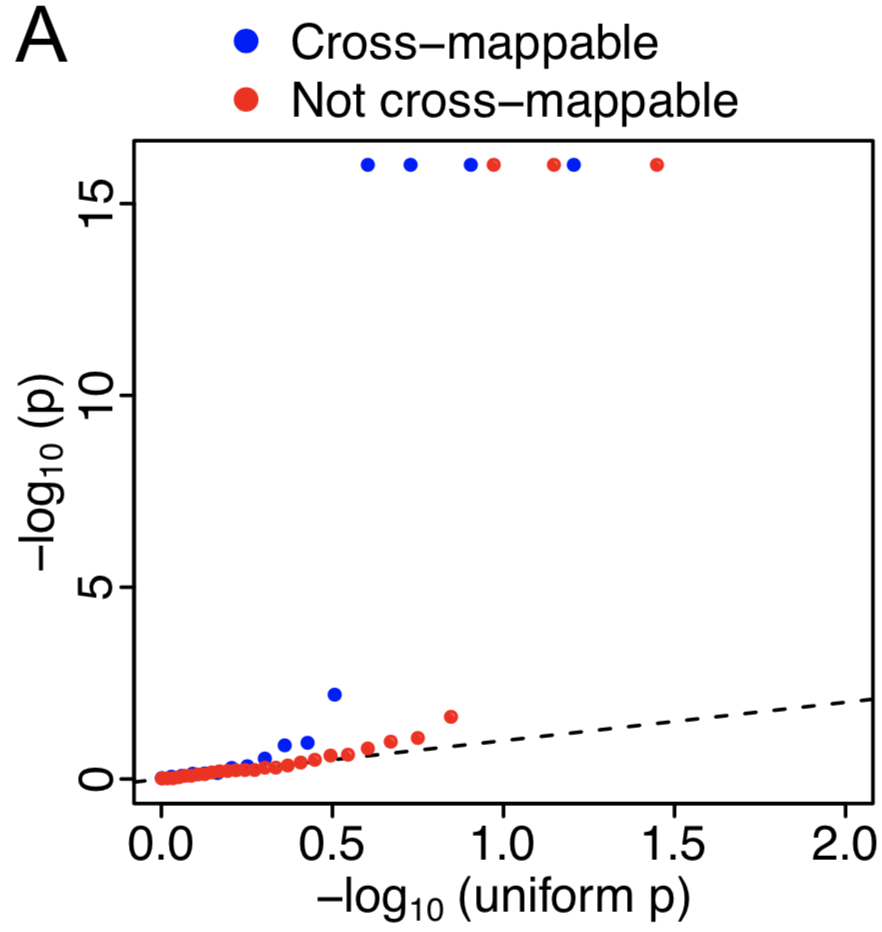 A
Cross−mappable
Not cross−mappable
15
10
5
0
−log₁₀ (p)
0.0 0.5 1.0 1.5 2.0
−log₁₀ (uniform p)